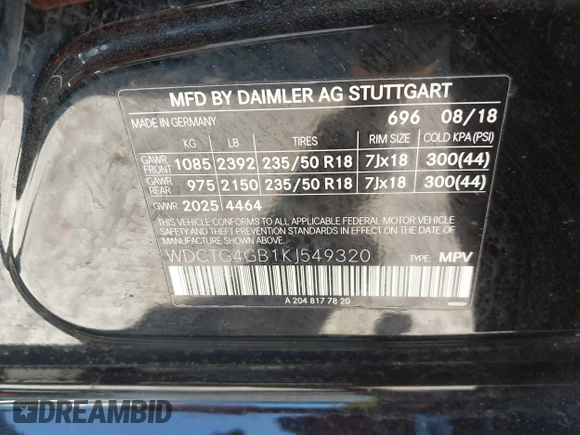 MFD BY DAIMLER AG STUTTGART
MADE IN GERMANY 696 08/18
KG LB TIRES RIM SIZE COLD KPA(PSI)
GAWR FRONT 1085 2392 235/50 R18 7Jx18 300(44)
GAWR REAR 975 2150 235/50 R18 7Jx18 300(44)
GVWR 2025 4464
THIS VEHICLE CONFORMS TO ALL APPLICABLE FEDERAL MOTOR VEHICLE
SAFETY AND THEFT PREVENTION STANDARDS IN EFFECT ON THE DATE
OF MANUFACTURE SHOWN ABOVE.
WDCTG4GB1KJ549320 TYPE: MPV
A 204 817 78 20
DREAMBID